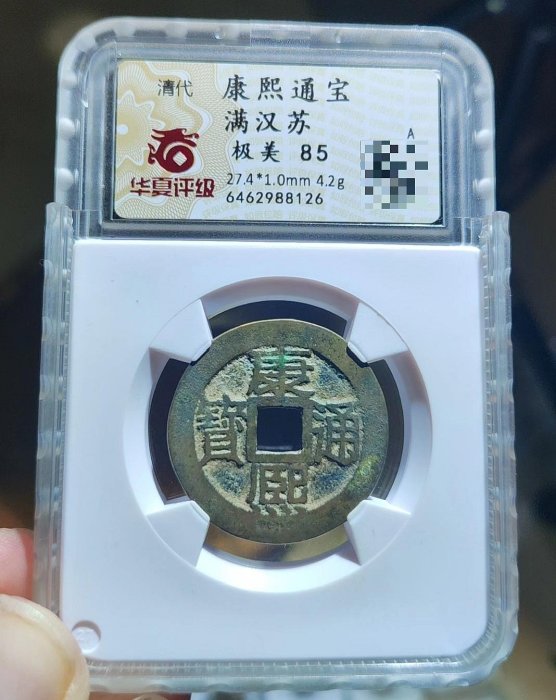 清代
康熙通宝
满汉苏
极美 85
27.4*1.0mm 4.2g
6462988126
华夏评级
A
康熙通寶